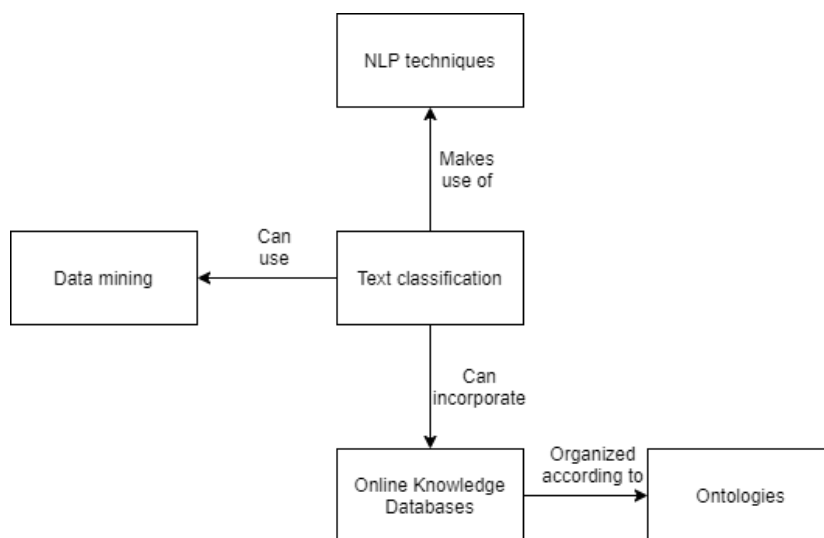 NLP techniques
Makes
use of
Can
use
Data mining
Text classification
Can
incorporate
Online Knowledge
Databases
Organized
according to
Ontologies